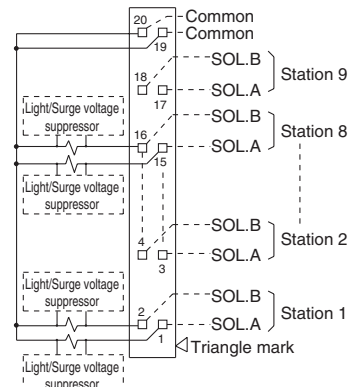 20
Common
Common
19
18
SOL.B
Station 9
SOL.A
17
Light/Surge voltage
suppressor
16
SOL.B
Station 8
SOL.A
15
Light/Surge voltage
suppressor
4
SOL.B
Station 2
SOL.A
3
Light/Surge voltage
suppressor
2
SOL.B
Station 1
SOL.A
1
Triangle mark
Light/Surge voltage
suppressor